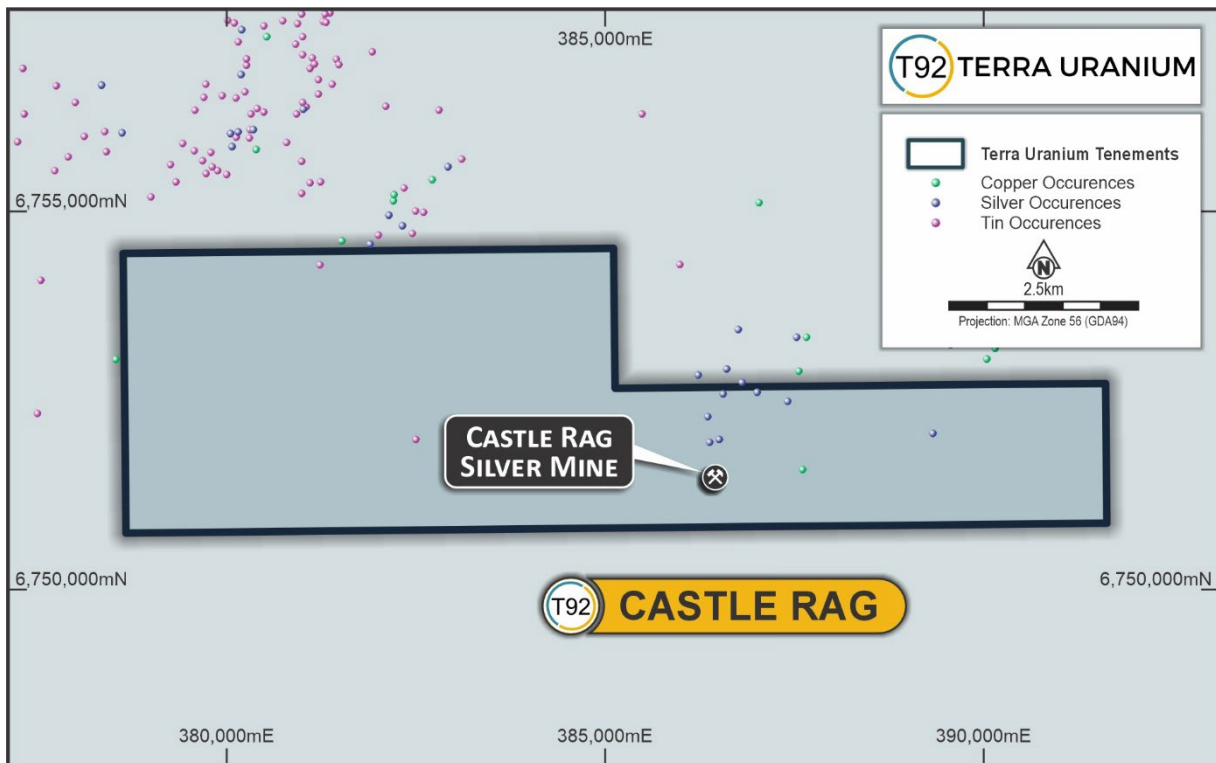 385,000mE
T92 TERRA URANIUM
Terra Uranium Tenements
Copper Occurences
Silver Occurences
Tin Occurences
N
2.5km
Projection: MGA Zone 56 (GDA94)
6,755,000mN
CASTLE RAG
SILVER MINE
6,750,000mN
6,750,000mN
T92 CASTLE RAG
380,000mE
385,000mE
390,000mE